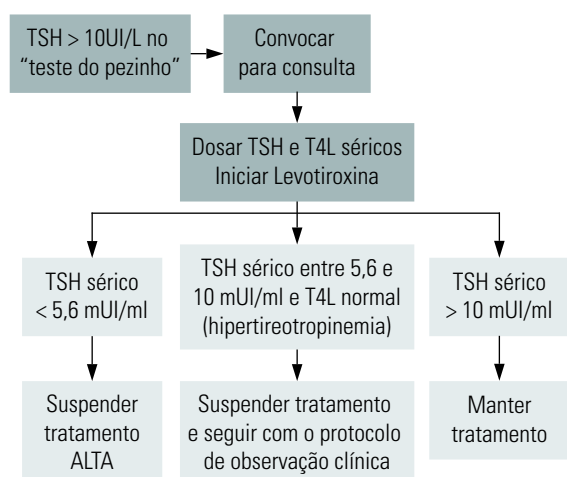 TSH > 10UI/L no
“teste do pezinho”
Convocar
para consulta
Dosar TSH e T4L séricos
Iniciar Levotiroxina
TSH sérico
< 5,6 mUI/ml
TSH sérico entre 5,6 e
10 mUI/ml e T4L normal
(hipertireotropinemia)
TSH sérico
> 10 mUI/ml
Suspender
tratamento
ALTA
Suspender tratamento
e seguir com o protocolo
de observação clínica
Manter
tratamento